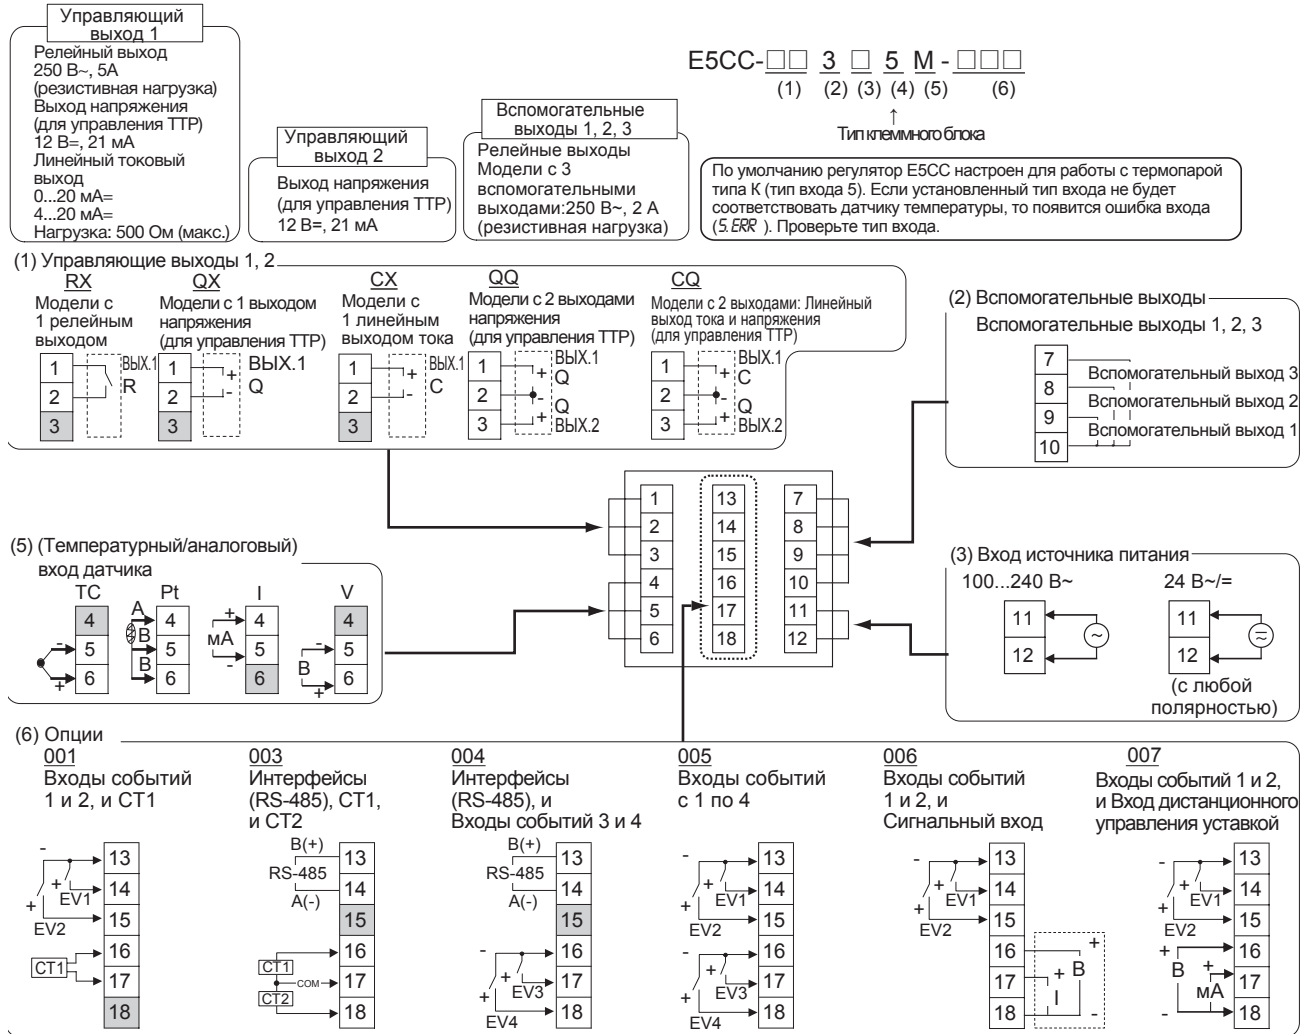 Управляющий
выход 1
Релейный выход
250 В~, 5А
(резистивная нагрузка)
Выход напряжения
(для управления ТТР)
12 В=, 21 мА
Линейный токовый
выход
0...20 мА=
4...20 мА=
Нагрузка: 500 Ом (макс.)
Управляющий
выход 2
Выход напряжения
(для управления ТТР)
12 В=, 21 мА
Вспомогательные
выходы 1, 2, 3
Релейные выходы
Модели с 3
вспомогательными
выходами:250 В~, 2 А
(резистивная нагрузка)
E5CC-□□ 3 □ 5 M - □□□
(1) (2) (3) (4) (5) (6)
↑
Тип клеммного блока
По умолчанию регулятор E5CC настроен для работы с термопарой
типа К (тип входа 5). Если установленный тип входа не будет
соответствовать датчику температуры, то появится ошибка входа
(S.ERR ). Проверьте тип входа.
(1) Управляющие выходы 1, 2
RX
Модели с
1 релейным
выходом
1
2
3
ВЫХ.1
R
QX
Модели с 1 выходом
напряжения
(для управления ТТР)
1
2
3
+
-
ВЫХ.1
Q
CX
Модели с
1 линейным
выходом тока
1
2
3
+
-
ВЫХ.1
C
QQ
Модели с 2 выходами
напряжения
(для управления ТТР)
1
2
3
+
-
+
ВЫХ.1
Q
Q
ВЫХ.2
CQ
Модели с 2 выходами: Линейный
выход тока и напряжения
(для управления ТТР)
1
2
3
+
-
+
ВЫХ.1
C
Q
ВЫХ.2
(2) Вспомогательные выходы
Вспомогательные выходы 1, 2, 3
7
8
9
10
Вспомогательный выход 3
Вспомогательный выход 2
Вспомогательный выход 1
1 13 7
2 14 8
3 15 9
4 16 10
5 17 11
6 18 12
(5) (Температурный/аналоговый)
вход датчика
TC
4
- 5
+ 6
Pt
A 4
B 5
B 6
I
+ 4
мА 5
- 6
V
4
- 5
В
+ 6
(3) Вход источника питания
100...240 В~
11
12
~
24 В~/=
11
12
(с любой
полярностью)
(6) Опции
001
Входы событий
1 и 2, и CT1
- 13
+ 14
EV1
+ 15
EV2
16
CT1
17
18
003
Интерфейсы
(RS-485), CT1,
и CT2
B(+) 13
RS-485
A(-) 14
15
CT1 16
COM 17
CT2 18
004
Интерфейсы
(RS-485), и
Входы событий 3 и 4
B(+) 13
RS-485
A(-) 14
15
- 16
+ 17
EV3
+ 18
EV4
005
Входы событий
с 1 по 4
- 13
+ 14
EV1
+ 15
EV2
- 16
+ 17
EV3
+ 18
EV4
006
Входы событий
1 и 2, и
Сигнальный вход
- 13
+ 14
EV1
+ 15
EV2
16 +
17 + В
I
18 -
007
Входы событий 1 и 2,
и Вход дистанционного
управления уставкой
- 13
+ 14
EV1
+ 15
EV2
+ 16
В + 17
мА
- 18